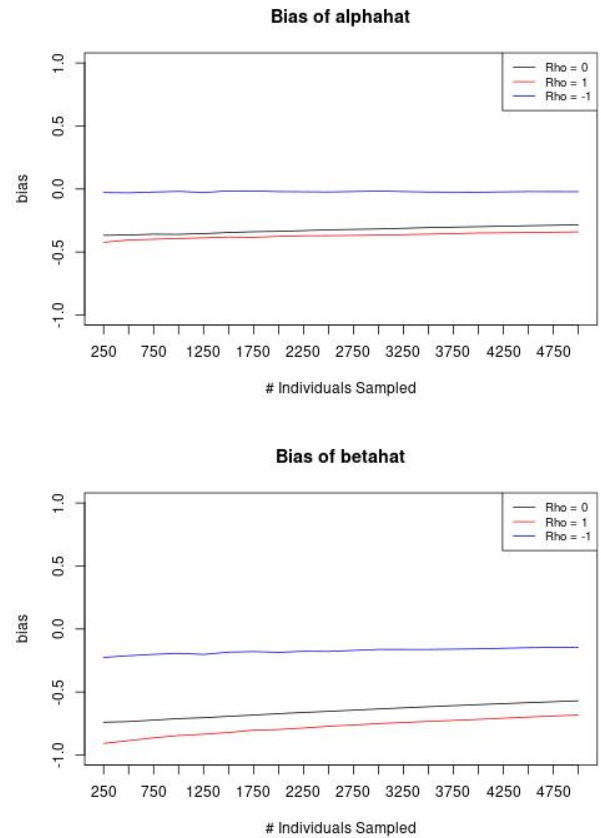 Bias of alphahat
Rho = 0
Rho = 1
Rho = -1
1.0
0.5
0.0
-0.5
-1.0
bias
250 750 1250 1750 2250 2750 3250 3750 4250 4750
# Individuals Sampled
Bias of betahat
Rho = 0
Rho = 1
Rho = -1
1.0
0.5
0.0
-0.5
-1.0
bias
250 750 1250 1750 2250 2750 3250 3750 4250 4750
# Individuals Sampled